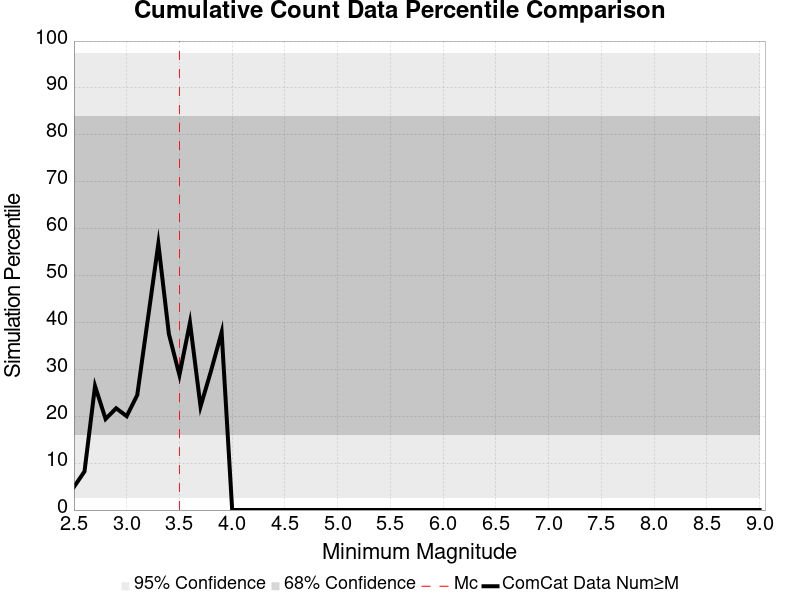 Cumulative Count Data Percentile Comparison
100
90
80
70
60
50
40
30
20
10
0
Simulation Percentile
2.5 3.0 3.5 4.0 4.5 5.0 5.5 6.0 6.5 7.0 7.5 8.0 8.5 9.0
Minimum Magnitude
95% Confidence 68% Confidence Mc ComCat Data Num≥M